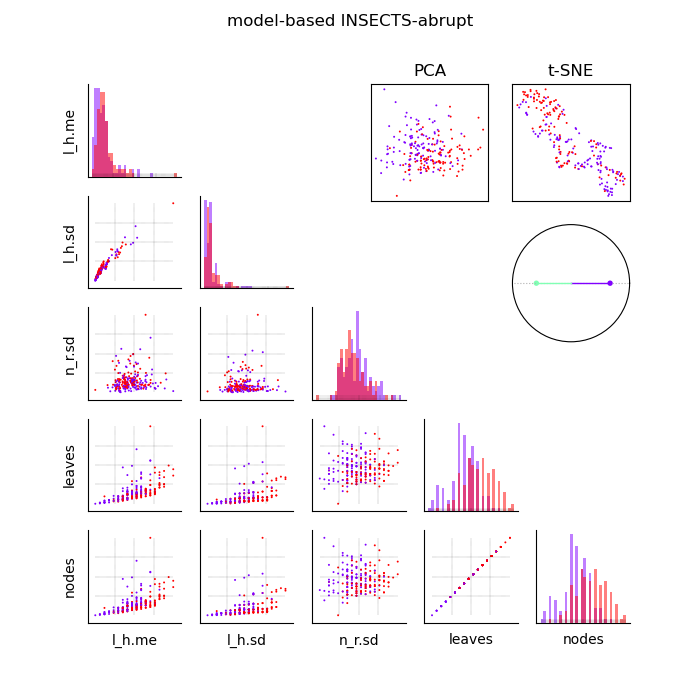 model-based INSECTS-abrupt
PCA
t-SNE
l_h.me
l_h.sd
n_r.sd
leaves
nodes
l_h.me
l_h.sd
n_r.sd
leaves
nodes